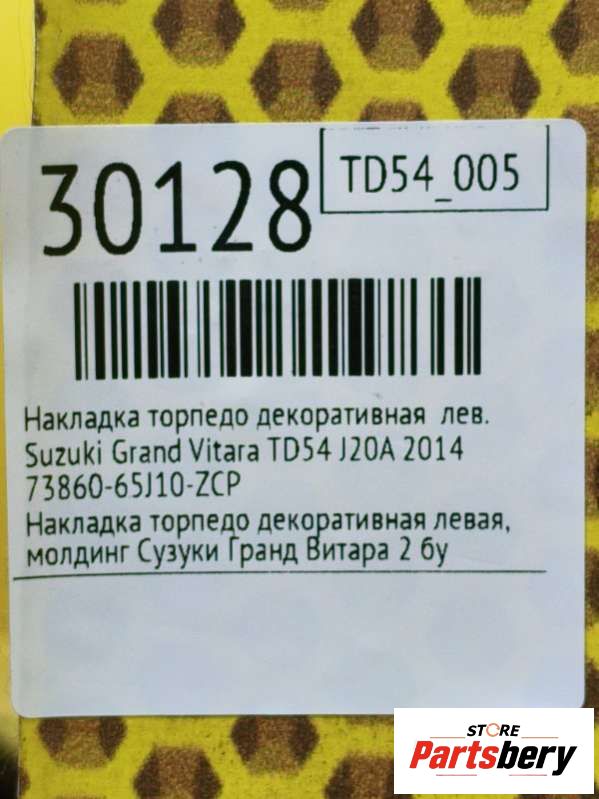 30128
TD54_005
Накладка торпедо декоративная лев.
Suzuki Grand Vitara TD54 J20A 2014
73860-65J10-ZCP
Накладка торпедо декоративная левая,
молдинг Сузуки Гранд Витара 2 бу
STORE
Partsbery